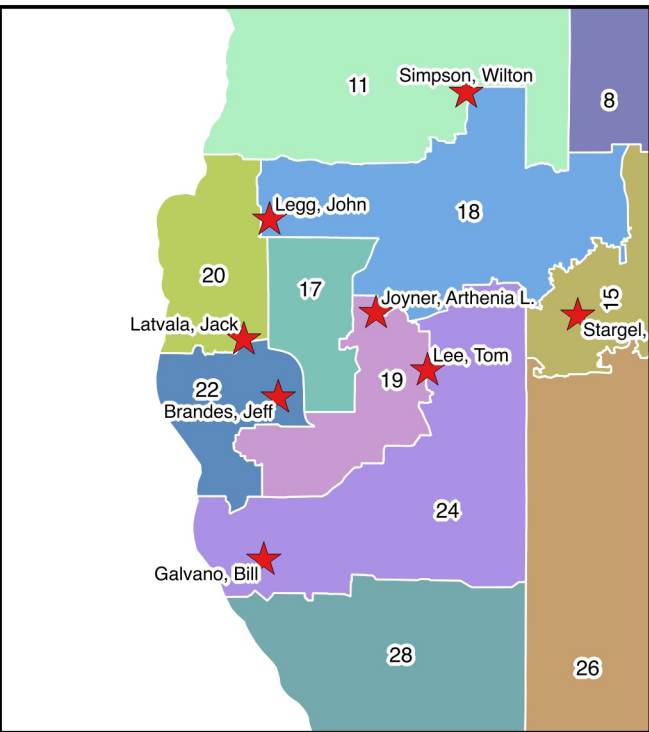 Simpson, Wilton
11
8
Legg, John
18
20
17
15
Joyner, Arthenia L.
Latvala, Jack
Stargel,
Lee, Tom
19
22
Brandes, Jeff
24
Galvano, Bill
28
26